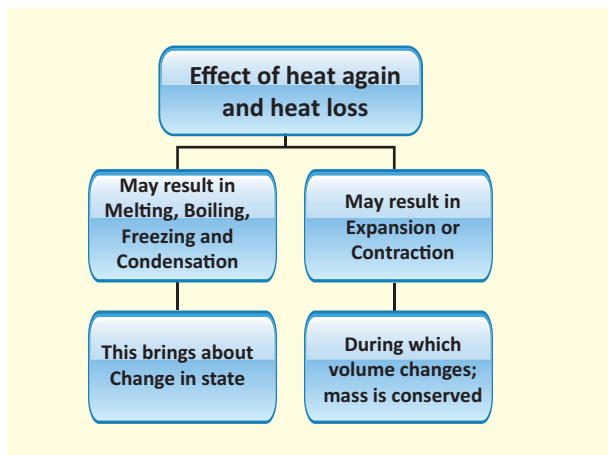 Effect of heat again
and heat loss
May result in
Melting, Boiling,
Freezing and
Condensation
May result in
Expansion or
Contraction
This brings about
Change in state
During which
volume changes;
mass is conserved